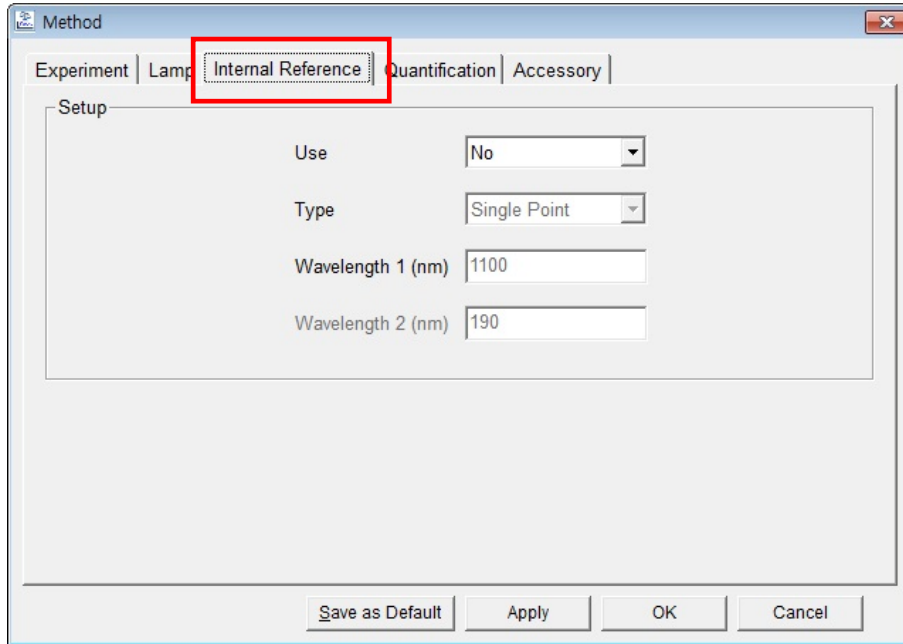 Method
Experiment Lamp Internal Reference Quantification Accessory
Setup
Use No
Type Single Point
Wavelength 1 (nm) 1100
Wavelength 2 (nm) 190
Save as Default Apply OK Cancel